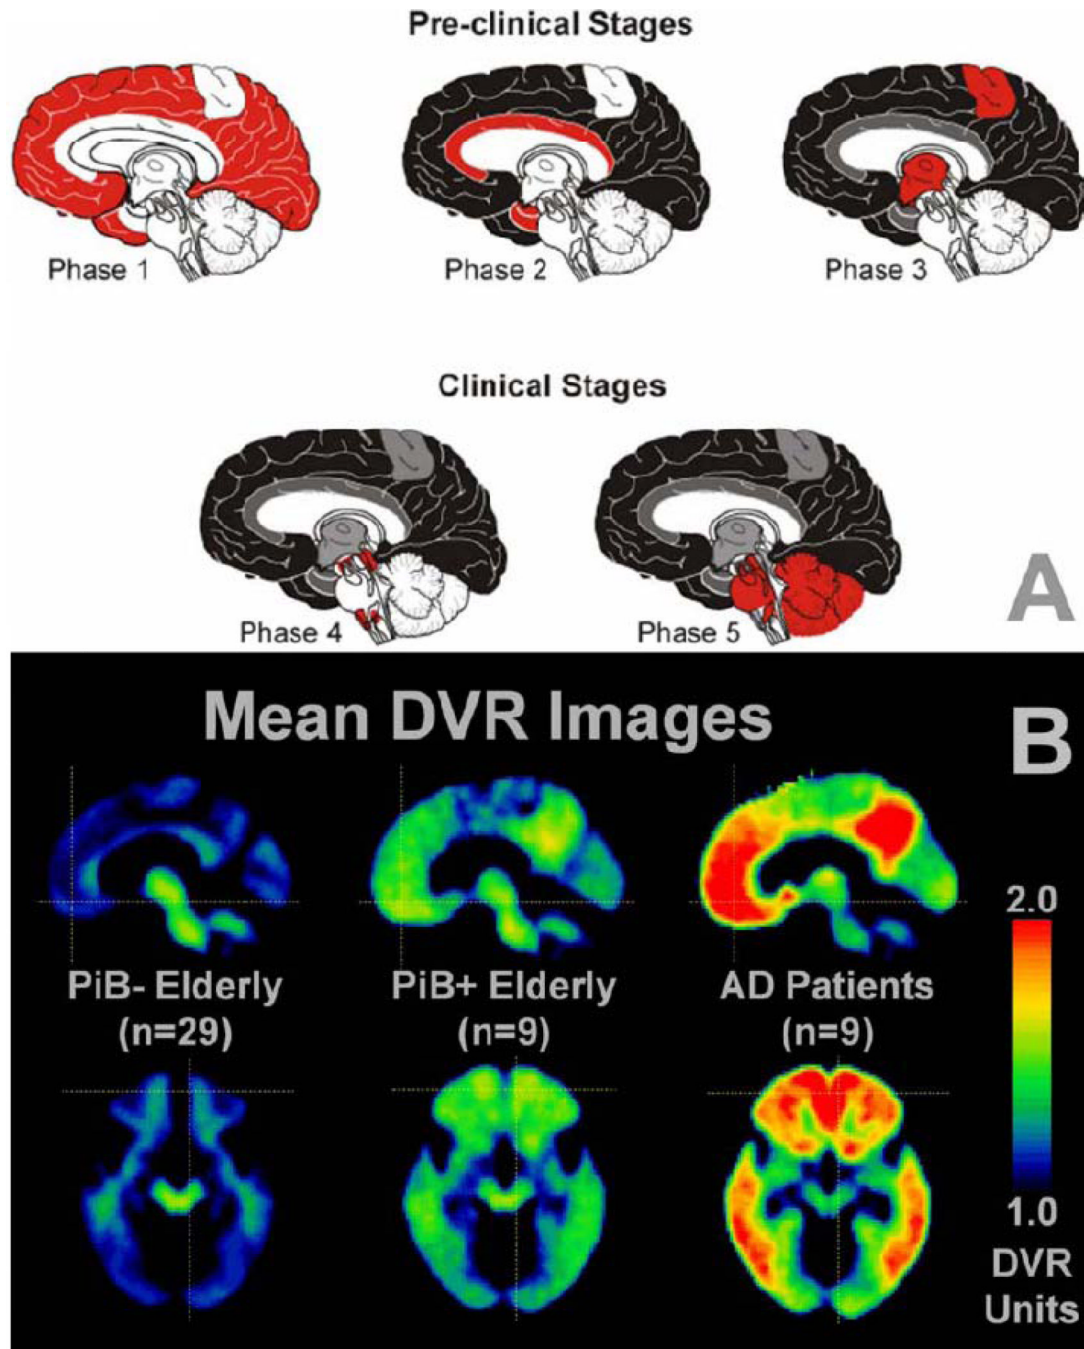 Pre-clinical Stages
Phase 1
Phase 2
Phase 3
Clinical Stages
Phase 4
Phase 5
A
Mean DVR Images
B
PiB- Elderly
(n=29)
PiB+ Elderly
(n=9)
AD Patients
(n=9)
2.0
1.0
DVR
Units